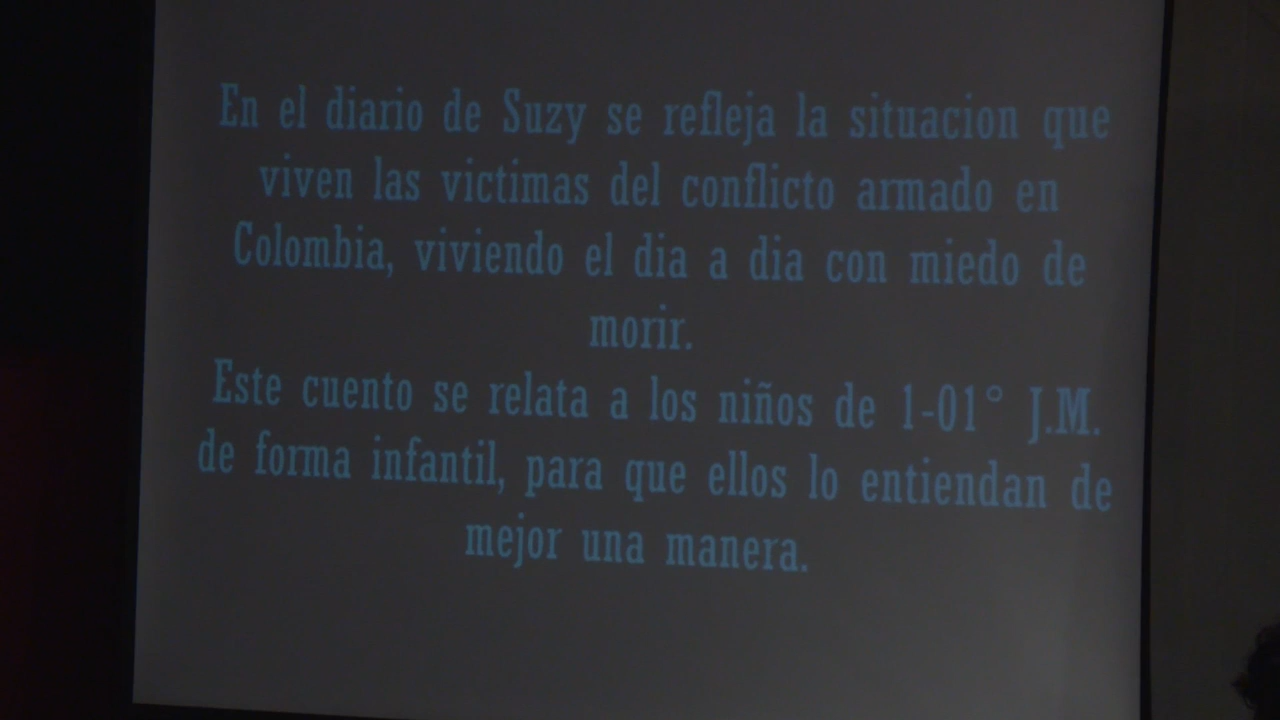 En el diario de Suzy se refleja la situacion que
viven las victimas del conflicto armado en
Colombia, viviendo el dia a dia con miedo de
morir.
Este cuento se relata a los niños de 1-01° J.M.
de forma infantil, para que ellos lo entiendan de
mejor una manera.